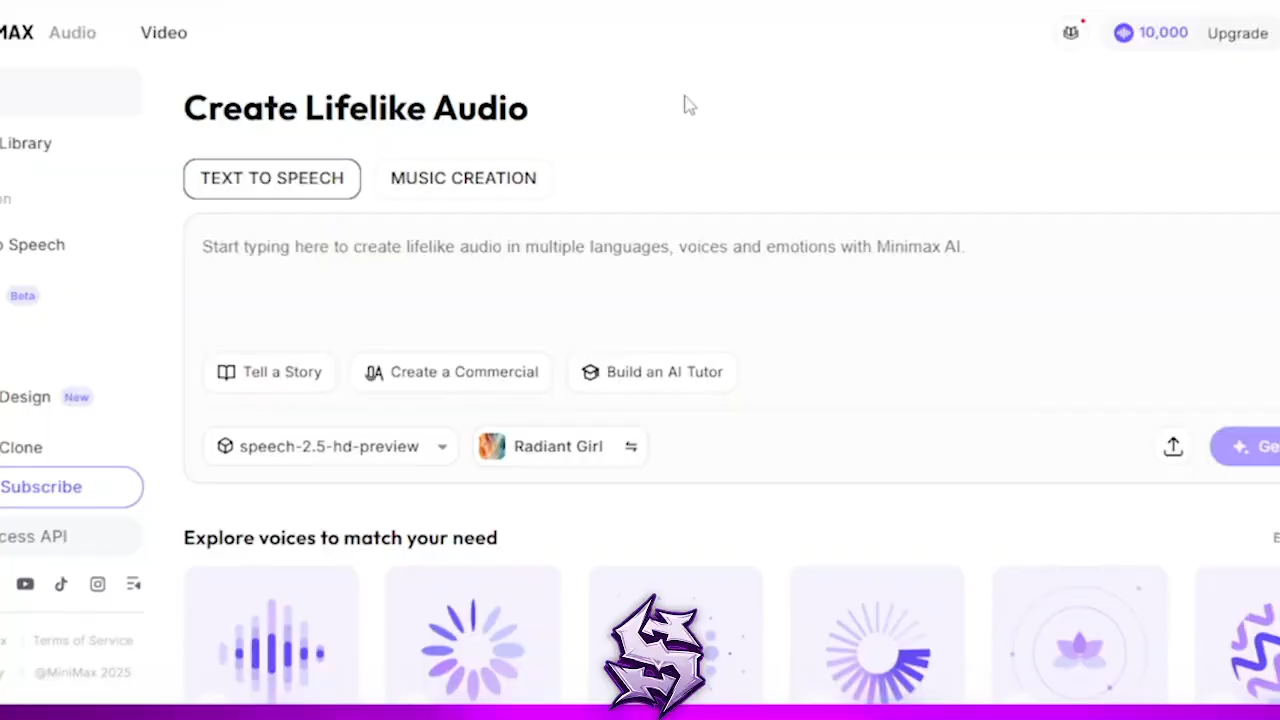 MAX Audio Video
10,000 Upgrade
Library
Create Lifelike Audio
TEXT TO SPEECH MUSIC CREATION
Speech
Start typing here to create lifelike audio in multiple languages, voices and emotions with Minimax AI.
Beta
Tell a Story Create a Commercial Build an AI Tutor
Design New
Clone
speech-2.5-hd-preview Radiant Girl
Subscribe
API
Explore voices to match your need
Terms of Service
@MiniMax 2025